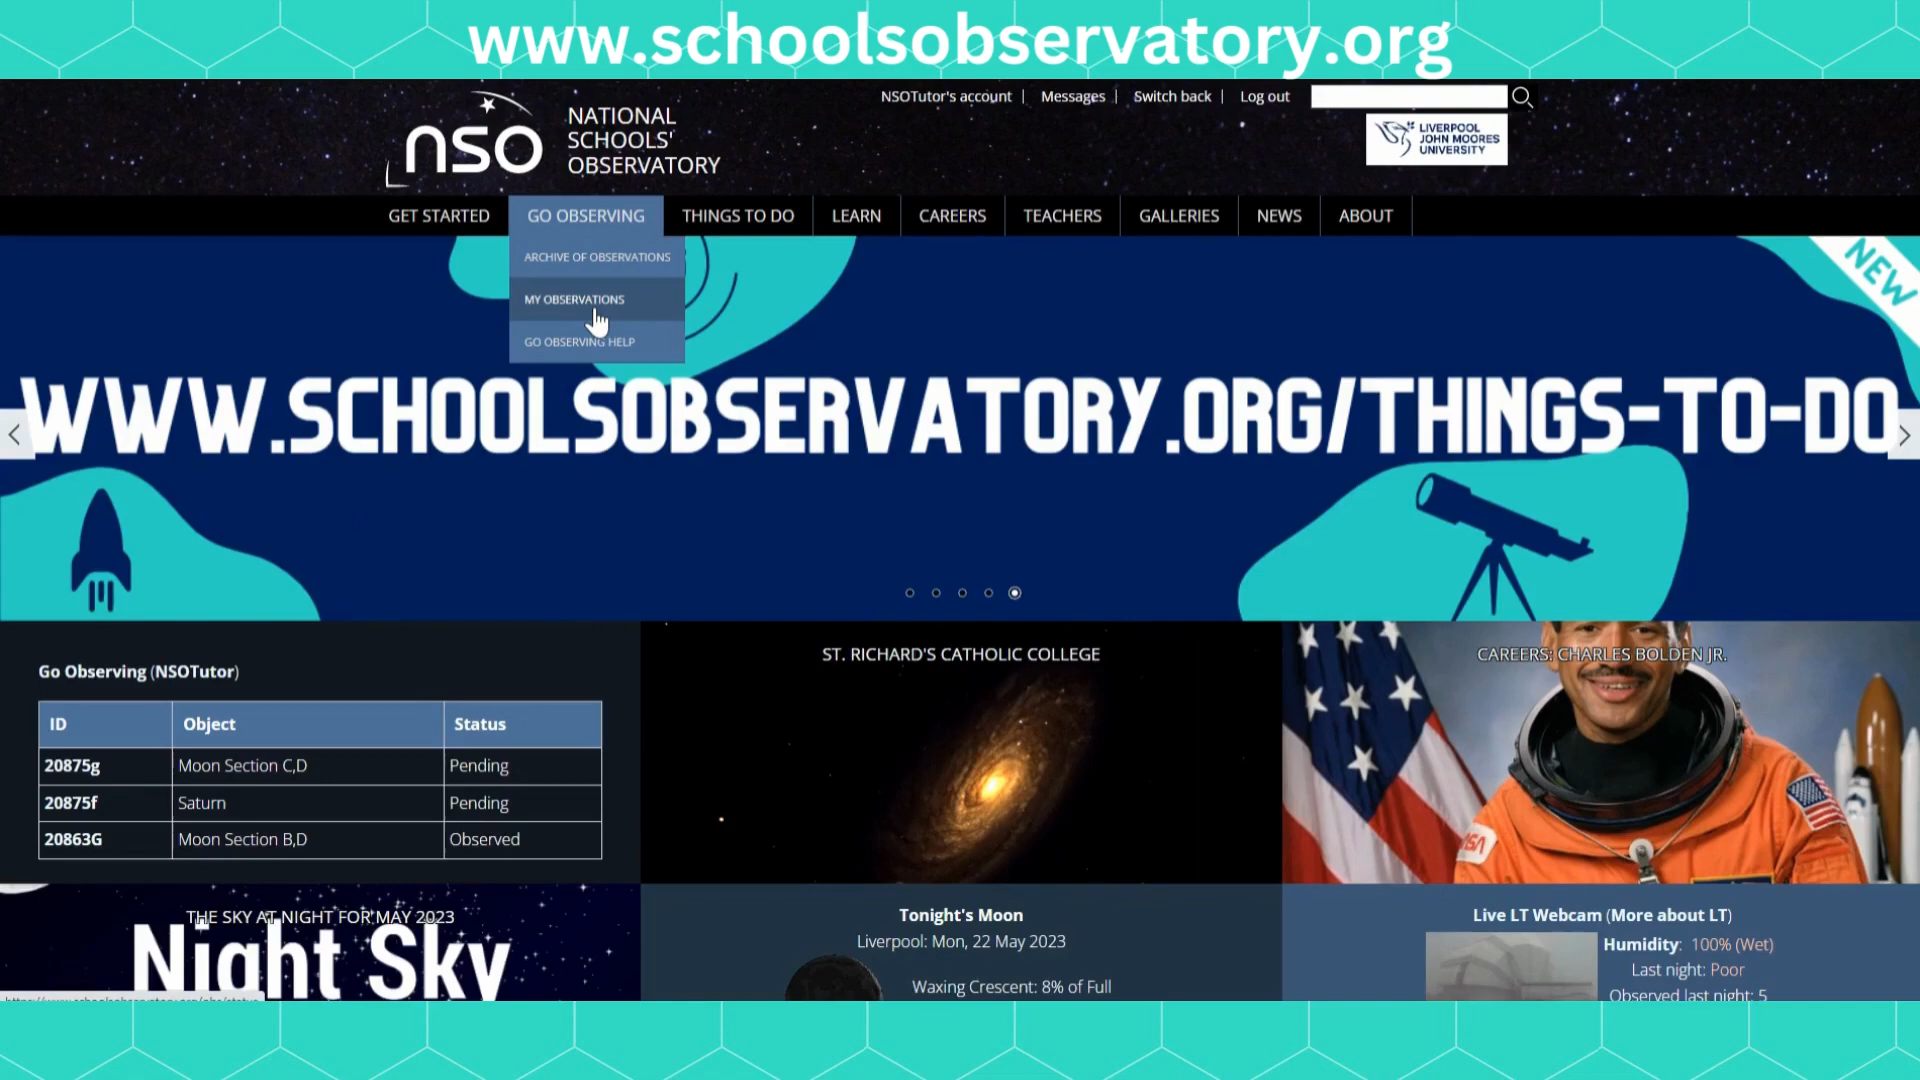 www.schoolsobservatory.org
NSOTutor's account | Messages | Switch back | Log out
nso
NATIONAL
SCHOOLS'
OBSERVATORY
LIVERPOOL
JOHN MOORES
UNIVERSITY
GET STARTED GO OBSERVING THINGS TO DO LEARN CAREERS TEACHERS GALLERIES NEWS ABOUT
ARCHIVE OF OBSERVATIONS
MY OBSERVATIONS
GO OBSERVING HELP
NEW
WWW.SCHOOLSOBSERVATORY.ORG/THINGS-TO-DO
Go Observing (NSOTutor)
ID Object Status
20875g Moon Section C,D Pending
20875f Saturn Pending
20863G Moon Section B,D Observed
ST. RICHARD'S CATHOLIC COLLEGE
CAREERS: CHARLES BOLDEN JR.
THE SKY AT NIGHT FOR MAY 2023
Night Sky
Tonight's Moon
Liverpool: Mon, 22 May 2023
Waxing Crescent: 8% of Full
Live LT Webcam (More about LT)
Humidity: 100% (Wet)
Last night: Poor
Observed last night: 5